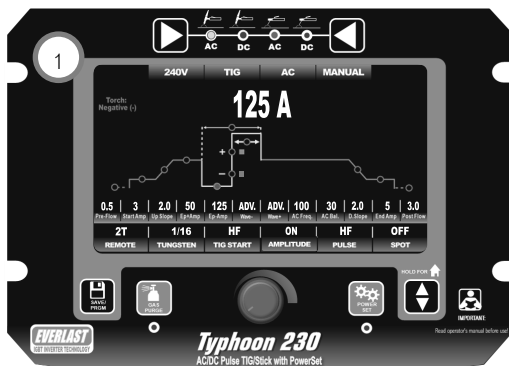 AC DC AC DC
1
240V TIG AC MANUAL
Torch:
Negative (-)
125 A
+
−
0.5 3 2.0 50 125 ADV. ADV. 100 30 2.0 5 3.0
Pre-Flow Start Amp Up Slope Ep+Amp Ep-Amp Wave- Wave+ AC Freq. AC Bal. D.Slope End Amp Post Flow
2T 1/16 HF ON HF OFF
REMOTE TUNGSTEN TIG START AMPLITUDE PULSE SPOT
HOLD FOR
SAVE/
PRGM
GAS
PURGE
POWER
SET
IMPORTANT:
Read operator's manual before use!
EVERLAST
IGBT INVERTER TECHNOLOGY
Typhoon 230
AC/DC Pulse TIG/Stick with PowerSet